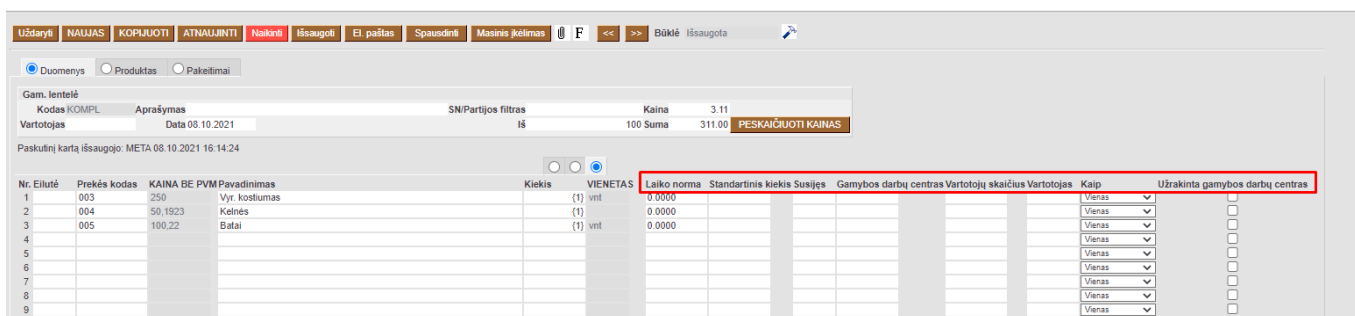 Uždaryti NAUJAS KOPIJUOTI ATNAUJINTI Naikinti Išsaugoti El. paštas Spausdinti Masinis įkėlimas F << >> Būklė Išsaugota
Duomenys Produktas Pakeitimai
Gam. lentelė
Kodas KOMPL Aprašymas SN/Partijos filtras Kaina 3.11
Vartotojas Data 08.10.2021 Iš 100 Suma 311.00 PESKAIČIUOTI KAINAS
Paskutinį kartą išsaugojo: META 08.10.2021 16:14:24
Nr. Eilutė Prekės kodas KAINA BE PVM Pavadinimas Kiekis VIENETAS Laiko norma Standartinis kiekis Susijęs Gamybos darbų centras Vartotojų skaičius Vartotojas Kaip Užrakinta gamybos darbų centras
1 003 250 Vyr. kostiumas {1} vnt 0.0000 Vienas
2 004 50,1923 Kelnės {1} 0.0000 Vienas
3 005 100,22 Batai {1} vnt 0.0000 Vienas
4 Vienas
5 Vienas
6 Vienas
7 Vienas
8 Vienas
9 Vienas